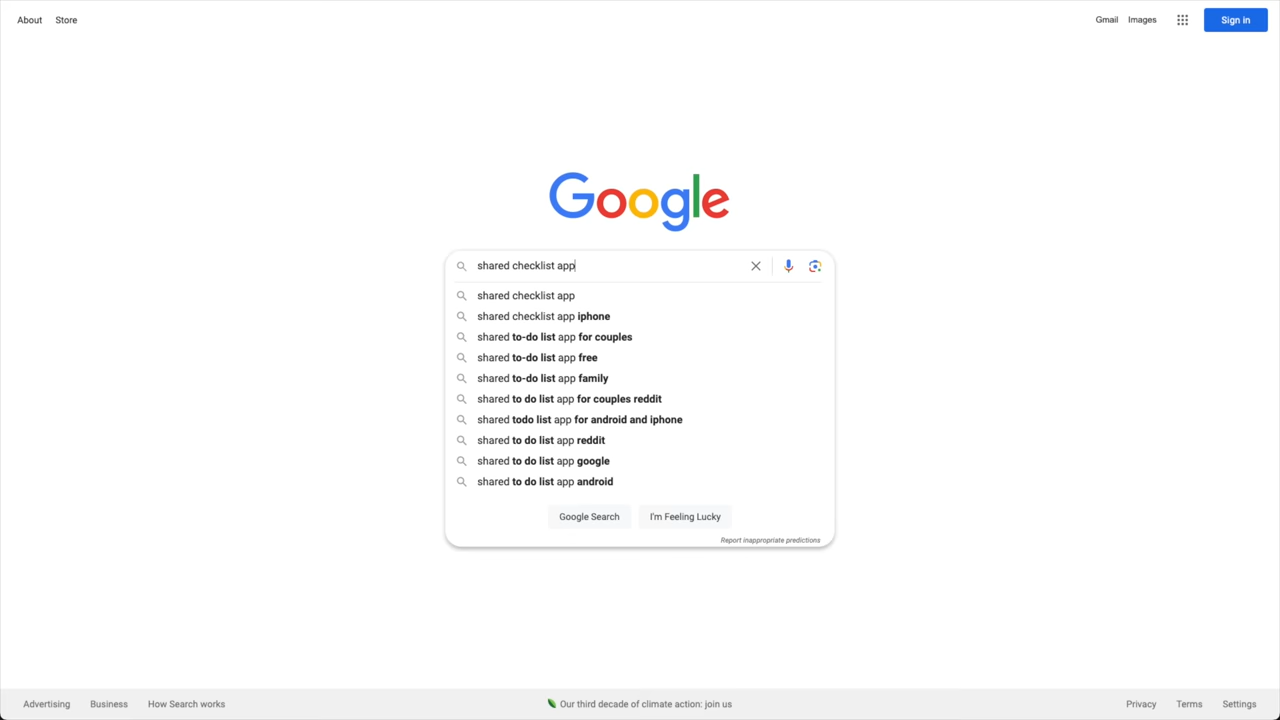 About Store
Gmail Images Sign in
Google
shared checklist app
shared checklist app
shared checklist app iphone
shared to-do list app for couples
shared to-do list app free
shared to-do list app family
shared to do list app for couples reddit
shared todo list app for android and iphone
shared to do list app reddit
shared to do list app google
shared to do list app android
Google Search I'm Feeling Lucky
Report inappropriate predictions
Advertising Business How Search works
Our third decade of climate action: join us
Privacy Terms Settings